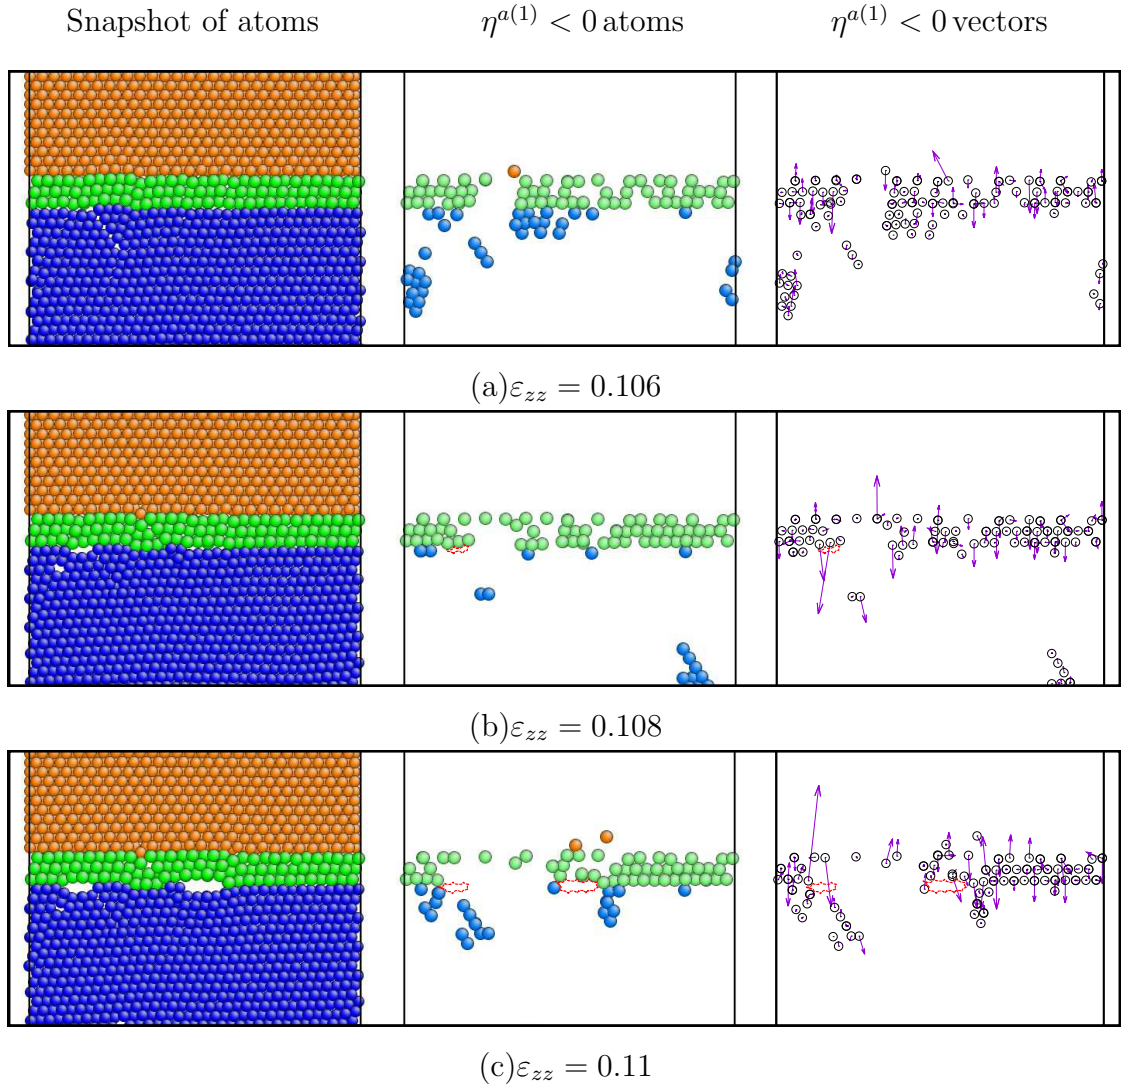 Snapshot of atoms η^{a(1)} < 0 atoms η^{a(1)} < 0 vectors
(a)ε_{zz} = 0.106
(b)ε_{zz} = 0.108
(c)ε_{zz} = 0.11